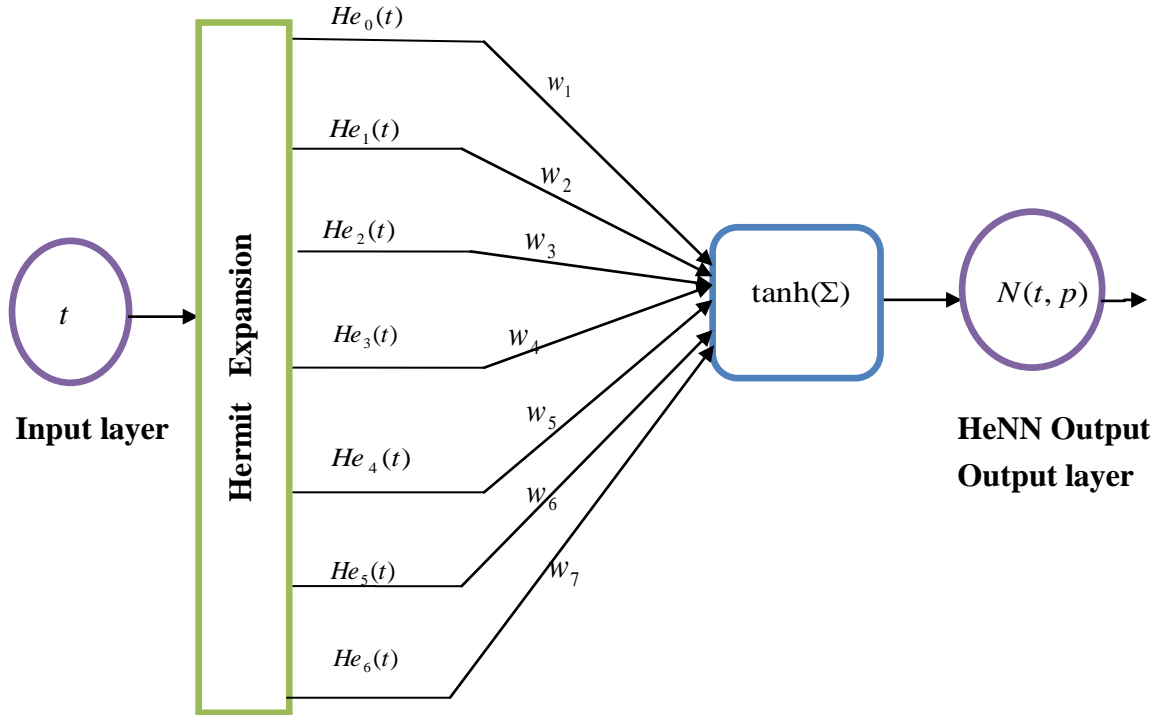 He₀(t)
w₁
He₁(t)
w₂
He₂(t)
w₃
t
Hermit Expansion
tanh(Σ)
N(t, p)
He₃(t)
w₄
Input layer
w₅
HeNN Output
Output layer
He₄(t)
w₆
He₅(t)
w₇
He₆(t)